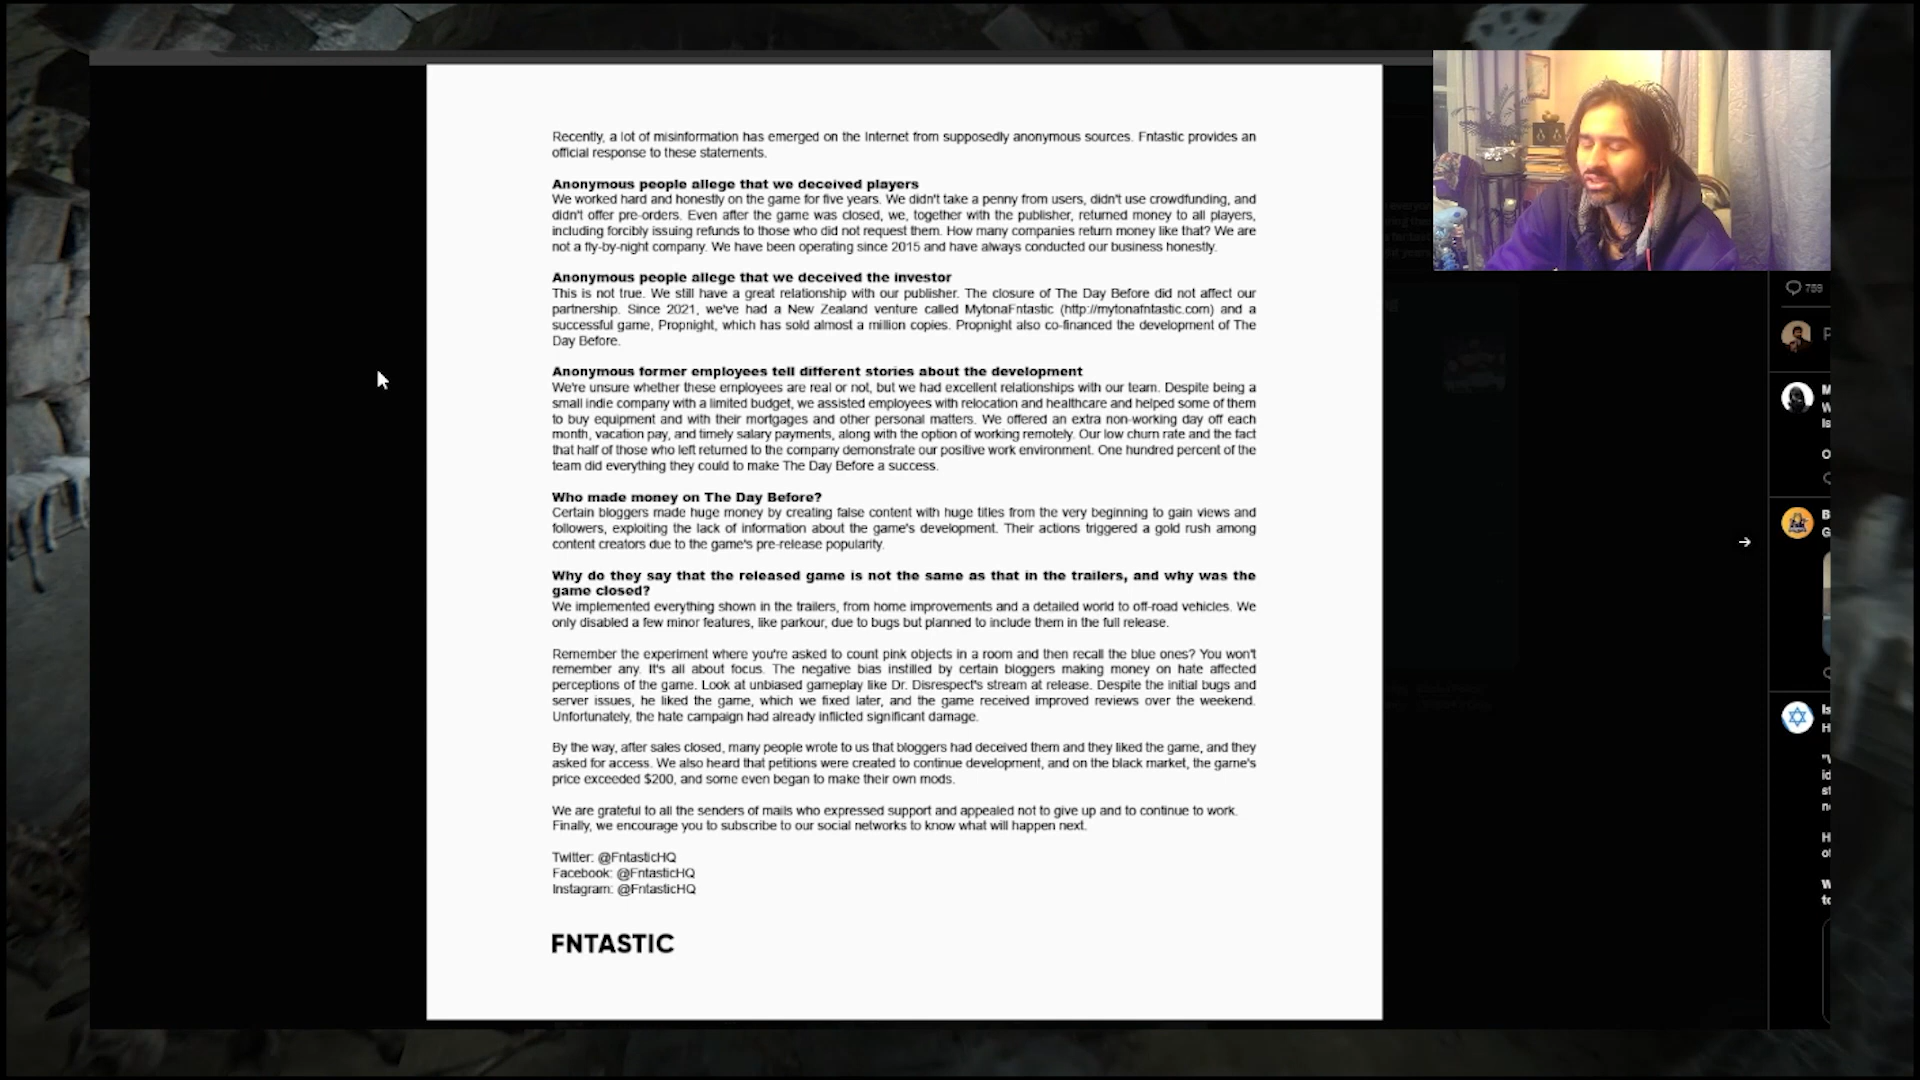 Recently, a lot of misinformation has emerged on the Internet from supposedly anonymous sources. Fntastic provides an
official response to these statements.
Anonymous people allege that we deceived players
We worked hard and honestly on the game for five years. We didn't take a penny from users, didn't use crowdfunding, and
didn't offer pre-orders. Even after the game was closed, we, together with the publisher, returned money to all players,
including forcibly issuing refunds to those who did not request them. How many companies return money like that? We are
not a fly-by-night company. We have been operating since 2015 and have always conducted our business honestly.
Anonymous people allege that we deceived the investor
This is not true. We still have a great relationship with our publisher. The closure of The Day Before did not affect our
partnership. Since 2021, we've had a New Zealand venture called MytonaFntastic (http://mytonafntastic.com) and a
successful game, Propnight, which has sold almost a million copies. Propnight also co-financed the development of The
Day Before.
Anonymous former employees tell different stories about the development
We're unsure whether these employees are real or not, but we had excellent relationships with our team. Despite being a
small indie company with a limited budget, we assisted employees with relocation and healthcare and helped some of them
to buy equipment and with their mortgages and other personal matters. We offered an extra non-working day off each
month, vacation pay, and timely salary payments, along with the option of working remotely. Our low churn rate and the fact
that half of those who left returned to the company demonstrate our positive work environment. One hundred percent of the
team did everything they could to make The Day Before a success.
Who made money on The Day Before?
Certain bloggers made huge money by creating false content with huge titles from the very beginning to gain views and
followers, exploiting the lack of information about the game's development. Their actions triggered a gold rush among
content creators due to the game's pre-release popularity.
Why do they say that the released game is not the same as that in the trailers, and why was the
game closed?
We implemented everything shown in the trailers, from home improvements and a detailed world to off-road vehicles. We
only disabled a few minor features, like parkour, due to bugs but planned to include them in the full release.
Remember the experiment where you're asked to count pink objects in a room and then recall the blue ones? You won't
remember any. It's all about focus. The negative bias instilled by certain bloggers making money on hate affected
perceptions of the game. Look at unbiased gameplay like Dr. Disrespect's stream at release. Despite the initial bugs and
server issues, he liked the game, which we fixed later, and the game received improved reviews over the weekend.
Unfortunately, the hate campaign had already inflicted significant damage.
By the way, after sales closed, many people wrote to us that bloggers had deceived them and they liked the game, and they
asked for access. We also heard that petitions were created to continue development, and on the black market, the game's
price exceeded $200, and some even began to make their own mods.
We are grateful to all the senders of mails who expressed support and appealed not to give up and to continue to work.
Finally, we encourage you to subscribe to our social networks to know what will happen next.
Twitter: @FntasticHQ
Facebook: @FntasticHQ
Instagram: @FntasticHQ
FNTASTIC
759